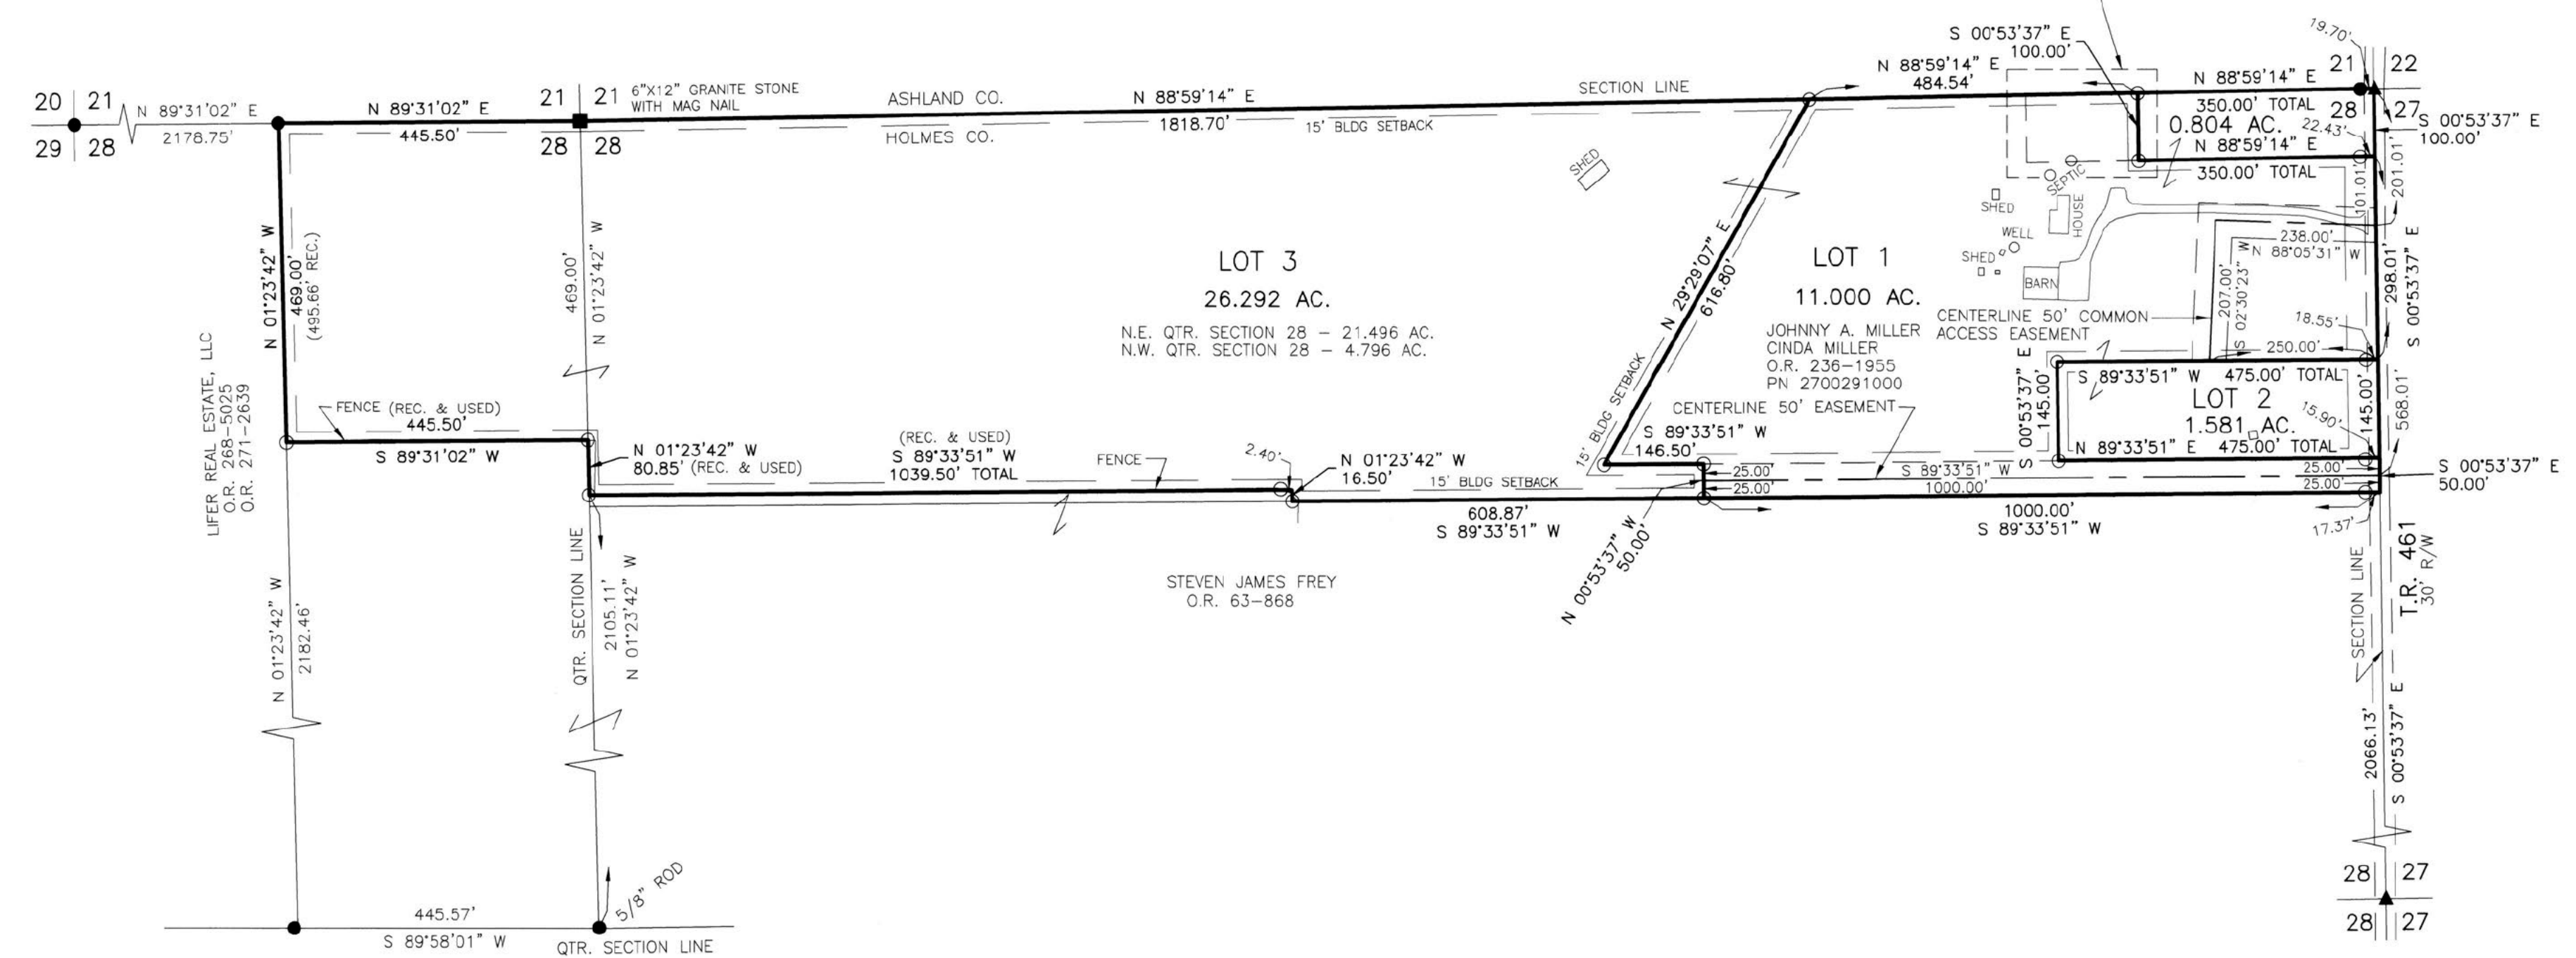 20 21
29 28
N 89°31'02" E
2178.75'
N 89°31'02" E
445.50'
21 21
28 28
6"X12" GRANITE STONE
WITH MAG NAIL
ASHLAND CO.
HOLMES CO.
N 88°59'14" E
1818.70'
15' BLDG SETBACK
SECTION LINE
N 88°59'14" E
484.54'
S 00°53'37" E
100.00'
19.70'
N 88°59'14" E
350.00' TOTAL
21 22
28 27
0.804 AC.
22.43'
N 88°59'14" E
350.00' TOTAL
S 00°53'37" E
100.00'
101.01'
201.01'
SHED
SEPTIC
SHED
HOUSE
WELL
SHED
BARN
238.00'
N 88°05'31" W
207.00'
S 02°30'23" W
298.01'
S 00°53'37" E
N 01°23'42" W
469.00'
(495.66' REC.)
469.00'
N 01°23'42" W
LOT 3
26.292 AC.
N.E. QTR. SECTION 28 – 21.496 AC.
N.W. QTR. SECTION 28 – 4.796 AC.
N 29°29'07" E
616.80'
15' BLDG SETBACK
LOT 1
11.000 AC.
JOHNNY A. MILLER
CINDA MILLER
O.R. 236–1955
PN 2700291000
CENTERLINE 50' COMMON
ACCESS EASEMENT
18.55'
250.00'
S 89°33'51" W 475.00' TOTAL
S 00°53'37" E
145.00'
LOT 2
1.581 AC.
15.90'
145.00'
568.01'
N 89°33'51" E 475.00' TOTAL
LIFER REAL ESTATE, LLC
O.R. 268–5025
O.R. 271–2639
FENCE (REC. & USED)
445.50'
S 89°31'02" W
N 01°23'42" W
80.85' (REC. & USED)
(REC. & USED)
S 89°33'51" W
1039.50' TOTAL
FENCE
2.40'
N 01°23'42" W
16.50'
15' BLDG SETBACK
608.87'
S 89°33'51" W
CENTERLINE 50' EASEMENT
S 89°33'51" W
146.50'
25.00'
25.00'
S 89°33'51" W
1000.00'
25.00'
25.00'
S 00°53'37" E
50.00'
1000.00'
S 89°33'51" W
17.37'
N 00°53'37" W
50.00'
STEVEN JAMES FREY
O.R. 63–868
N 01°23'42" W
2182.46'
QTR. SECTION LINE
2105.11'
N 01°23'42" W
SECTION LINE
T.R. 461
30' R/W
2066.13'
S 00°53'37" E
28 27
28 27
445.57'
S 89°58'01" W
5/8" ROD
QTR. SECTION LINE